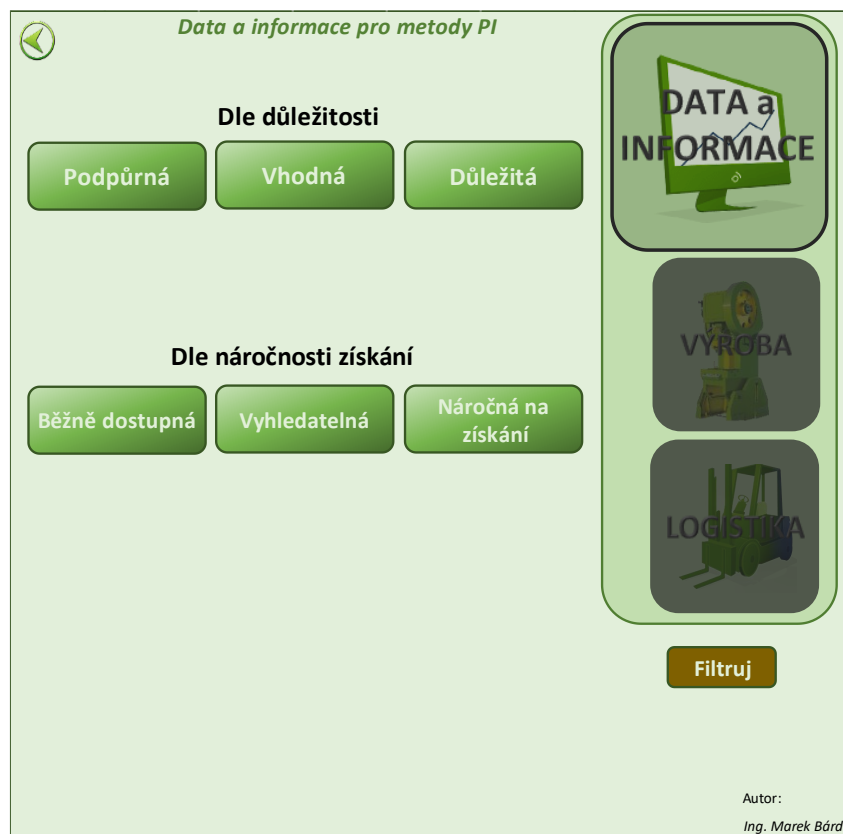 Data a informace pro metody PI
DATA a
INFORMACE
Dle důležitosti
Podpůrná
Vhodná
Důležitá
VÝROBA
Dle náročnosti získání
Běžně dostupná
Vyhledatelná
Náročná na
získání
LOGISTIKA
Filtruj
Autor:
Ing. Marek Bárd